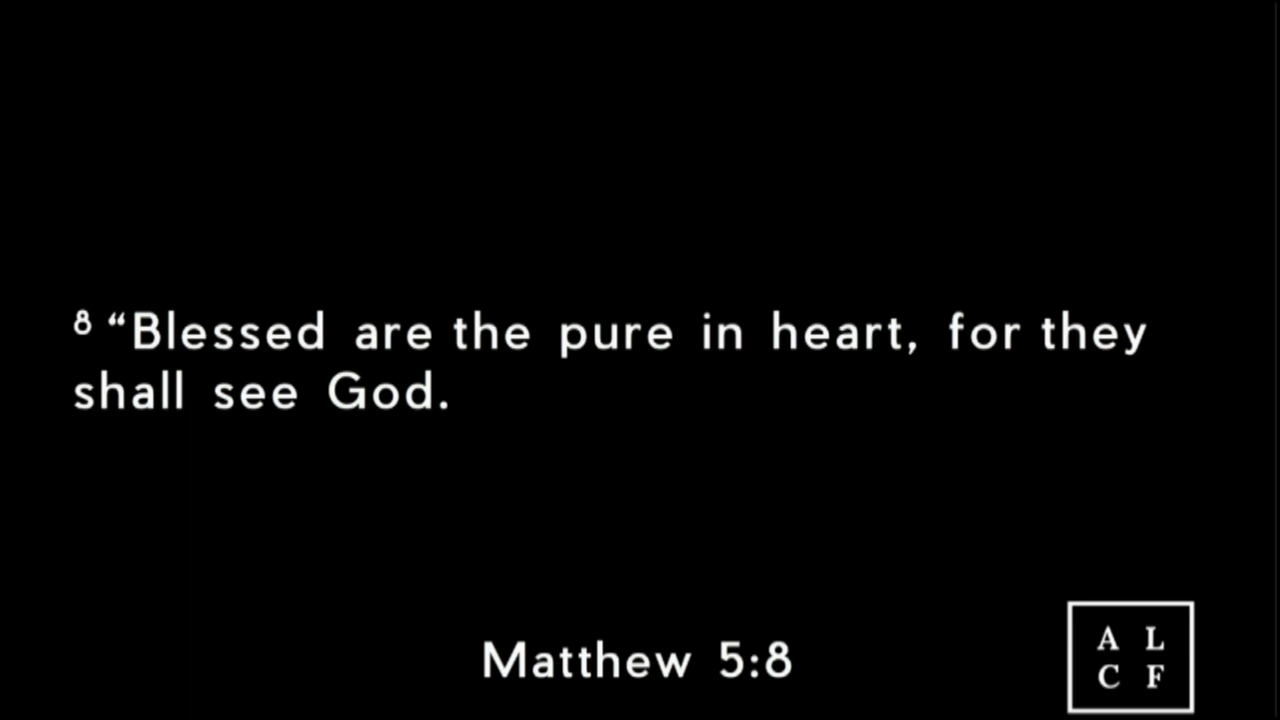 8 “Blessed are the pure in heart, for they
shall see God.
Matthew 5:8
A L
C F